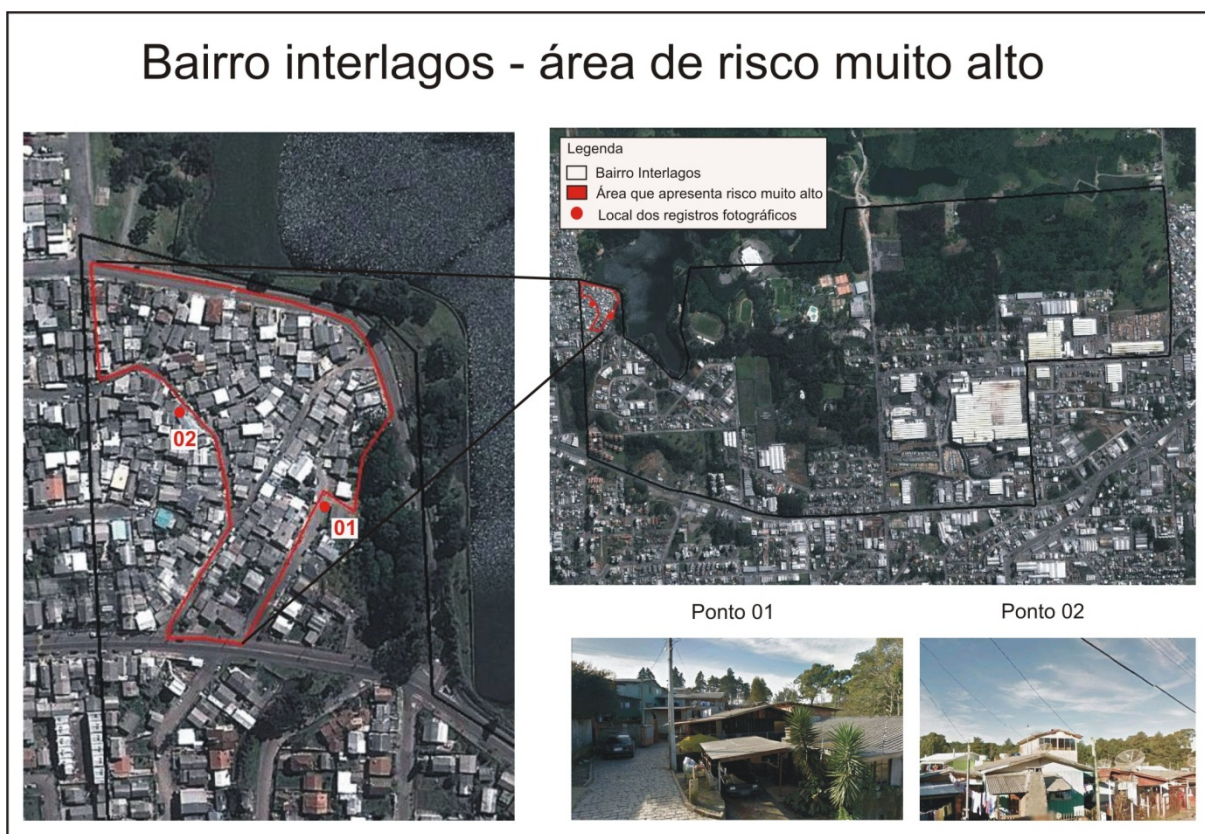 Bairro interlagos - área de risco muito alto
Legenda
Bairro Interlagos
Área que apresenta risco muito alto
Local dos registros fotográficos
02
01
Ponto 01
Ponto 02